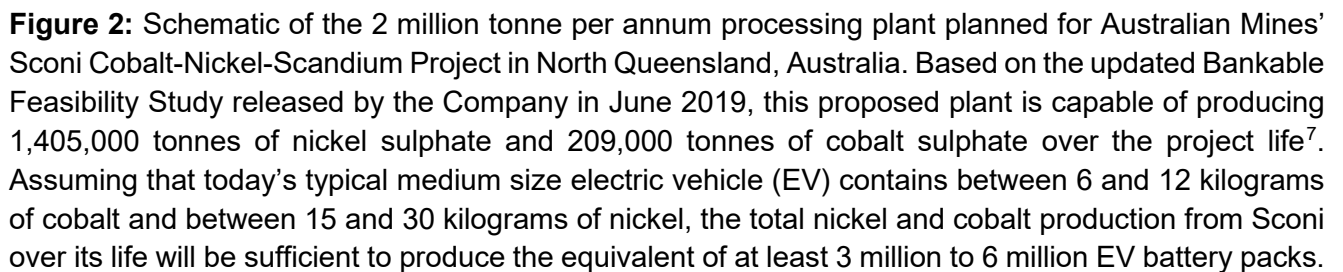 Figure 2: Schematic of the 2 million tonne per annum processing plant planned for Australian Mines’
Sconi Cobalt-Nickel-Scandium Project in North Queensland, Australia. Based on the updated Bankable
Feasibility Study released by the Company in June 2019, this proposed plant is capable of producing
1,405,000 tonnes of nickel sulphate and 209,000 tonnes of cobalt sulphate over the project life⁷.
Assuming that today’s typical medium size electric vehicle (EV) contains between 6 and 12 kilograms
of cobalt and between 15 and 30 kilograms of nickel, the total nickel and cobalt production from Sconi
over its life will be sufficient to produce the equivalent of at least 3 million to 6 million EV battery packs.